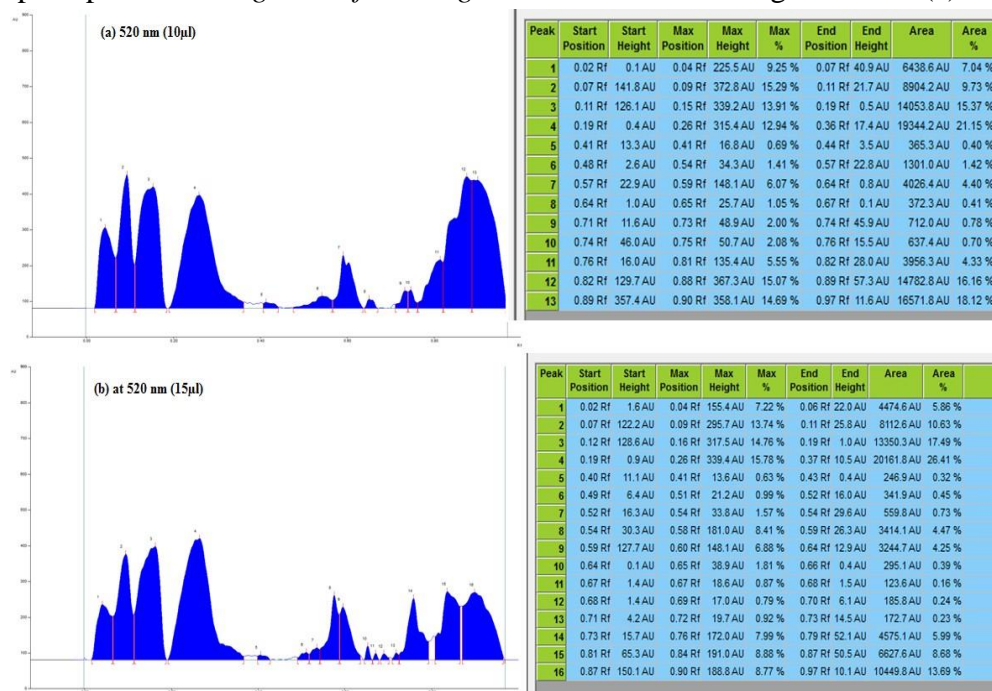 (a) 520 nm (10µl)
Peak Start Position Start Height Max Position Max Height Max % End Position End Height Area Area %
1 0.02 Rf 0.1 AU 0.04 Rf 225.5 AU 9.25 % 0.07 Rf 40.9 AU 6438.6 AU 7.04 %
2 0.07 Rf 141.8 AU 0.09 Rf 372.8 AU 15.29 % 0.11 Rf 21.7 AU 8904.2 AU 9.73 %
3 0.11 Rf 126.1 AU 0.15 Rf 339.2 AU 13.91 % 0.19 Rf 0.5 AU 14053.8 AU 15.37 %
4 0.19 Rf 0.4 AU 0.26 Rf 315.4 AU 12.94 % 0.36 Rf 17.4 AU 19344.2 AU 21.15 %
5 0.41 Rf 13.3 AU 0.41 Rf 16.8 AU 0.69 % 0.44 Rf 3.5 AU 365.3 AU 0.40 %
6 0.48 Rf 2.6 AU 0.54 Rf 34.3 AU 1.41 % 0.57 Rf 22.8 AU 1301.0 AU 1.42 %
7 0.57 Rf 22.9 AU 0.59 Rf 148.1 AU 6.07 % 0.64 Rf 0.8 AU 4026.4 AU 4.40 %
8 0.64 Rf 1.0 AU 0.65 Rf 25.7 AU 1.05 % 0.67 Rf 0.1 AU 372.3 AU 0.41 %
9 0.71 Rf 11.6 AU 0.73 Rf 48.9 AU 2.00 % 0.74 Rf 45.9 AU 712.0 AU 0.78 %
10 0.74 Rf 46.0 AU 0.75 Rf 50.7 AU 2.08 % 0.76 Rf 15.5 AU 637.4 AU 0.70 %
11 0.76 Rf 16.0 AU 0.81 Rf 135.4 AU 5.55 % 0.82 Rf 28.0 AU 3956.3 AU 4.33 %
12 0.82 Rf 129.7 AU 0.88 Rf 367.3 AU 15.07 % 0.89 Rf 57.3 AU 14782.8 AU 16.16 %
13 0.89 Rf 357.4 AU 0.90 Rf 358.1 AU 14.69 % 0.97 Rf 11.6 AU 16571.8 AU 18.12 %
(b) at 520 nm (15µl)
Peak Start Position Start Height Max Position Max Height Max % End Position End Height Area Area %
1 0.02 Rf 1.6 AU 0.04 Rf 155.4 AU 7.22 % 0.06 Rf 22.0 AU 4474.6 AU 5.86 %
2 0.07 Rf 122.2 AU 0.09 Rf 295.7 AU 13.74 % 0.11 Rf 25.8 AU 8112.6 AU 10.63 %
3 0.12 Rf 128.6 AU 0.16 Rf 317.5 AU 14.76 % 0.19 Rf 1.0 AU 13350.3 AU 17.49 %
4 0.19 Rf 0.9 AU 0.26 Rf 339.4 AU 15.78 % 0.37 Rf 10.5 AU 20161.8 AU 26.41 %
5 0.40 Rf 11.1 AU 0.41 Rf 13.6 AU 0.63 % 0.43 Rf 0.4 AU 246.9 AU 0.32 %
6 0.49 Rf 6.4 AU 0.51 Rf 21.2 AU 0.99 % 0.52 Rf 16.0 AU 341.9 AU 0.45 %
7 0.52 Rf 16.3 AU 0.54 Rf 33.8 AU 1.57 % 0.54 Rf 29.6 AU 559.8 AU 0.73 %
8 0.54 Rf 30.3 AU 0.58 Rf 181.0 AU 8.41 % 0.59 Rf 26.3 AU 3414.1 AU 4.47 %
9 0.59 Rf 127.7 AU 0.60 Rf 148.1 AU 6.88 % 0.64 Rf 12.9 AU 3244.7 AU 4.25 %
10 0.64 Rf 0.1 AU 0.65 Rf 38.9 AU 1.81 % 0.66 Rf 0.4 AU 295.1 AU 0.39 %
11 0.67 Rf 1.4 AU 0.67 Rf 18.6 AU 0.87 % 0.68 Rf 1.5 AU 123.6 AU 0.16 %
12 0.68 Rf 1.4 AU 0.69 Rf 17.0 AU 0.79 % 0.70 Rf 6.1 AU 185.8 AU 0.24 %
13 0.71 Rf 4.2 AU 0.72 Rf 19.7 AU 0.92 % 0.73 Rf 14.5 AU 172.7 AU 0.23 %
14 0.73 Rf 15.7 AU 0.76 Rf 172.0 AU 7.99 % 0.79 Rf 52.1 AU 4575.1 AU 5.99 %
15 0.81 Rf 65.3 AU 0.84 Rf 191.0 AU 8.88 % 0.87 Rf 50.5 AU 6627.6 AU 8.68 %
16 0.87 Rf 150.1 AU 0.90 Rf 188.8 AU 8.77 % 0.97 Rf 10.1 AU 10449.8 AU 13.69 %